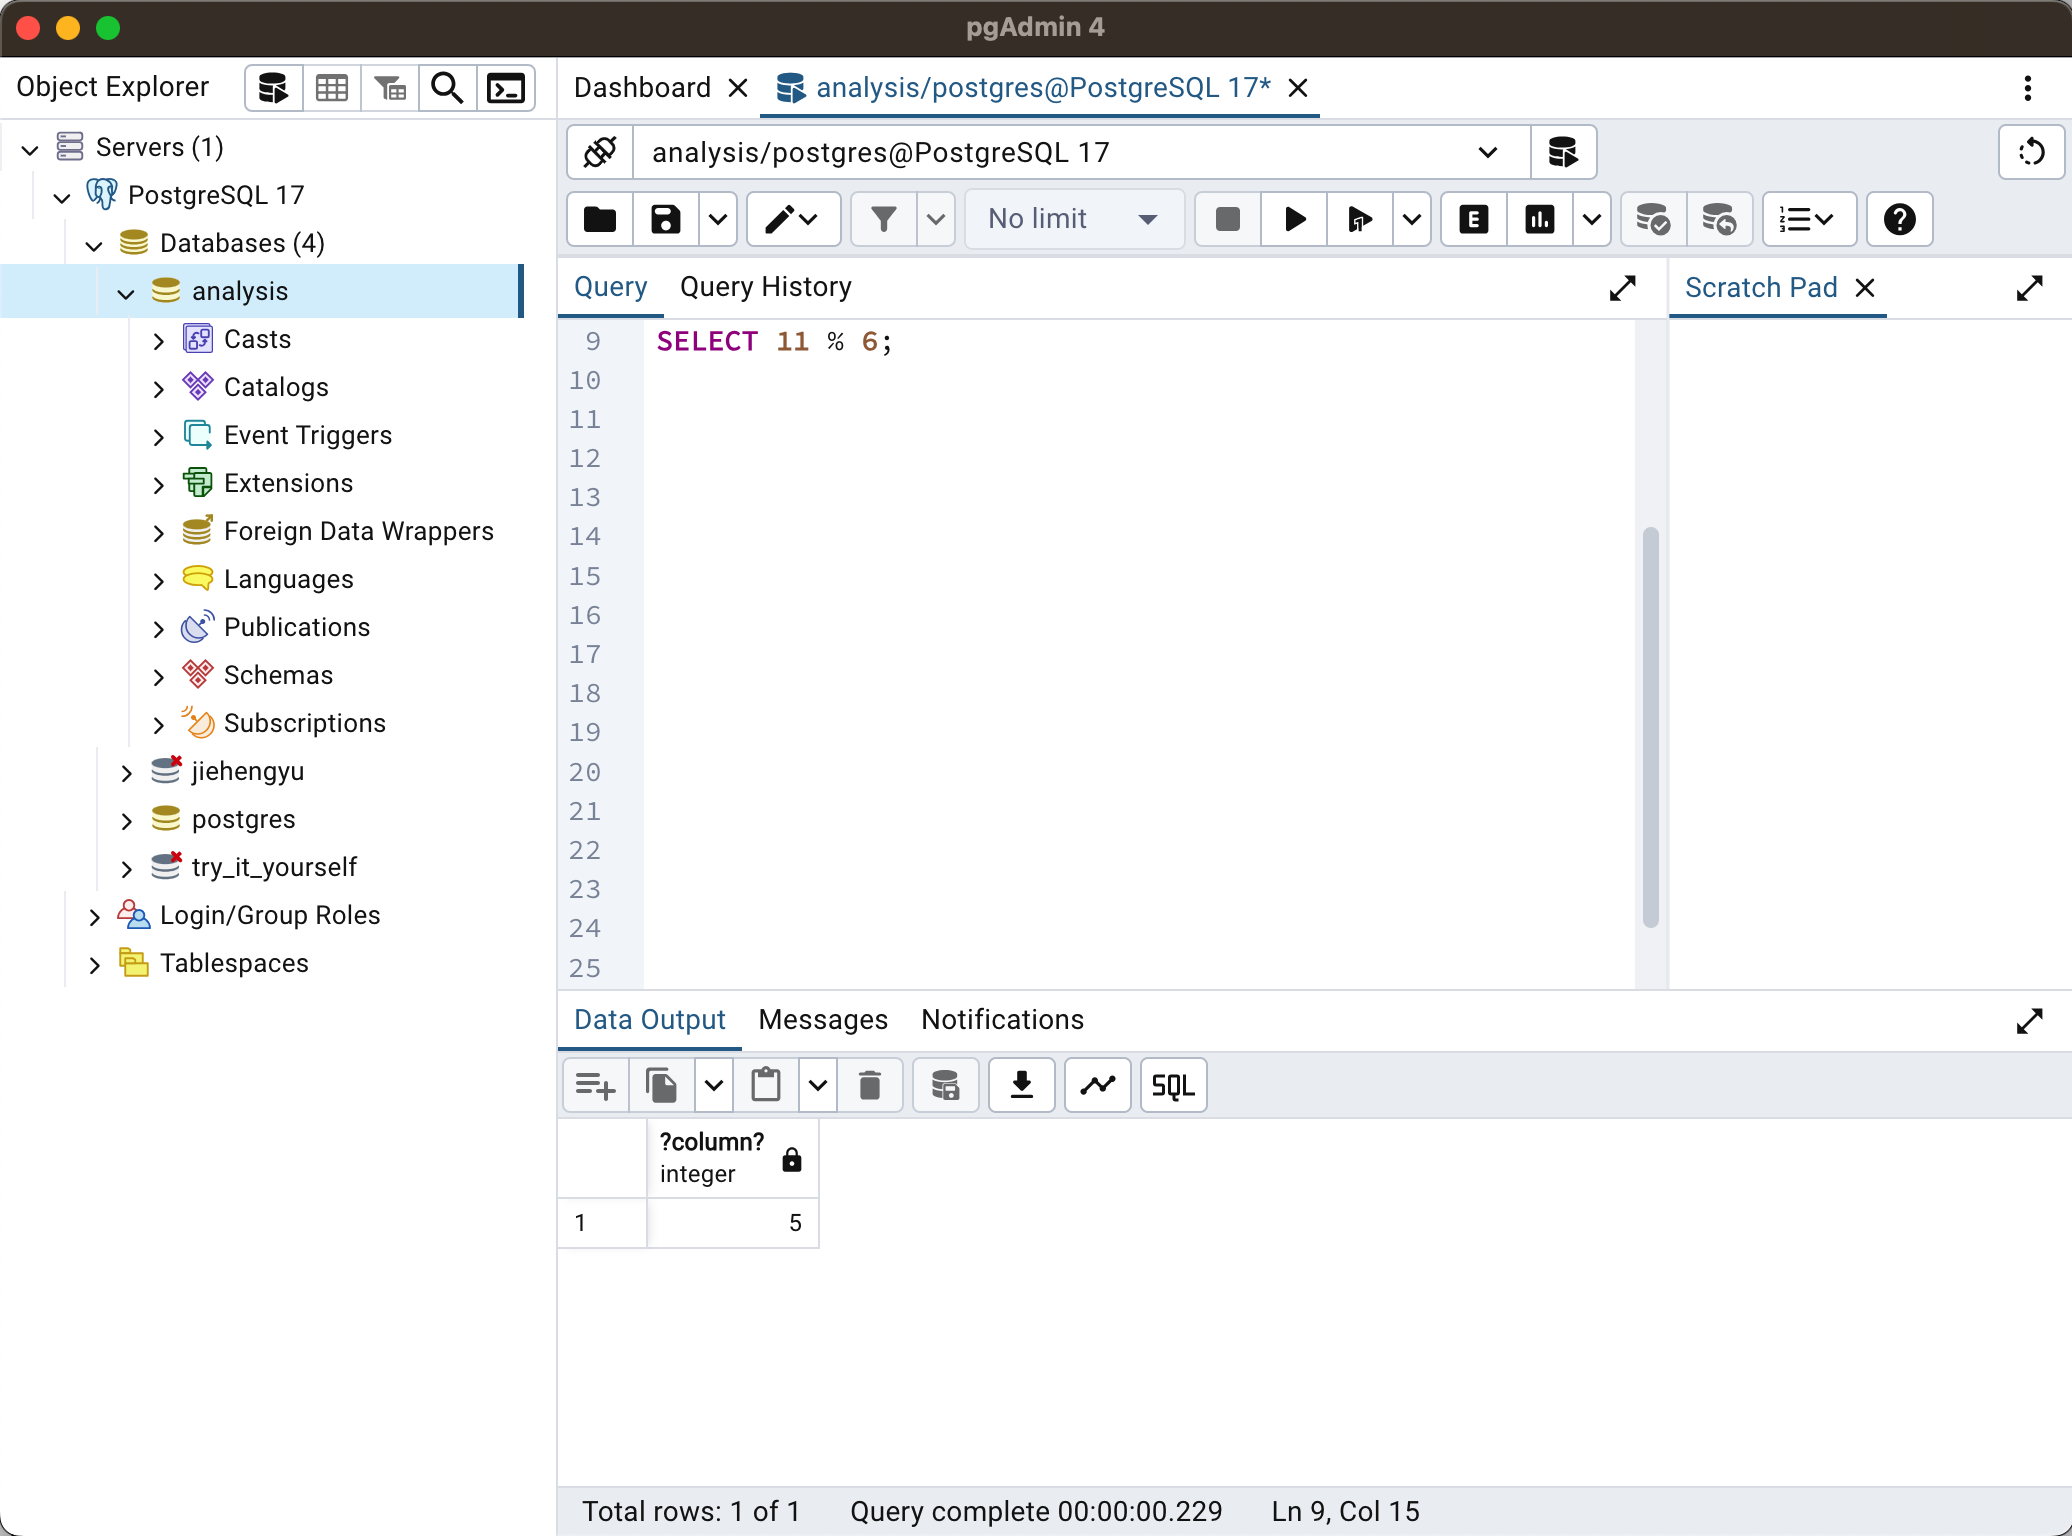 pgAdmin 4
Object Explorer
Dashboard
analysis/postgres@PostgreSQL 17*
Servers (1)
PostgreSQL 17
Databases (4)
analysis
Casts
Catalogs
Event Triggers
Extensions
Foreign Data Wrappers
Languages
Publications
Schemas
Subscriptions
jiehengyu
postgres
try_it_yourself
Login/Group Roles
Tablespaces
analysis/postgres@PostgreSQL 17
No limit
E
Query
Query History
Scratch Pad
9 SELECT 11 % 6;
10
11
12
13
14
15
16
17
18
19
20
21
22
23
24
25
Data Output
Messages
Notifications
SQL
?column?
integer
1 5
Total rows: 1 of 1
Query complete 00:00:00.229
Ln 9, Col 15